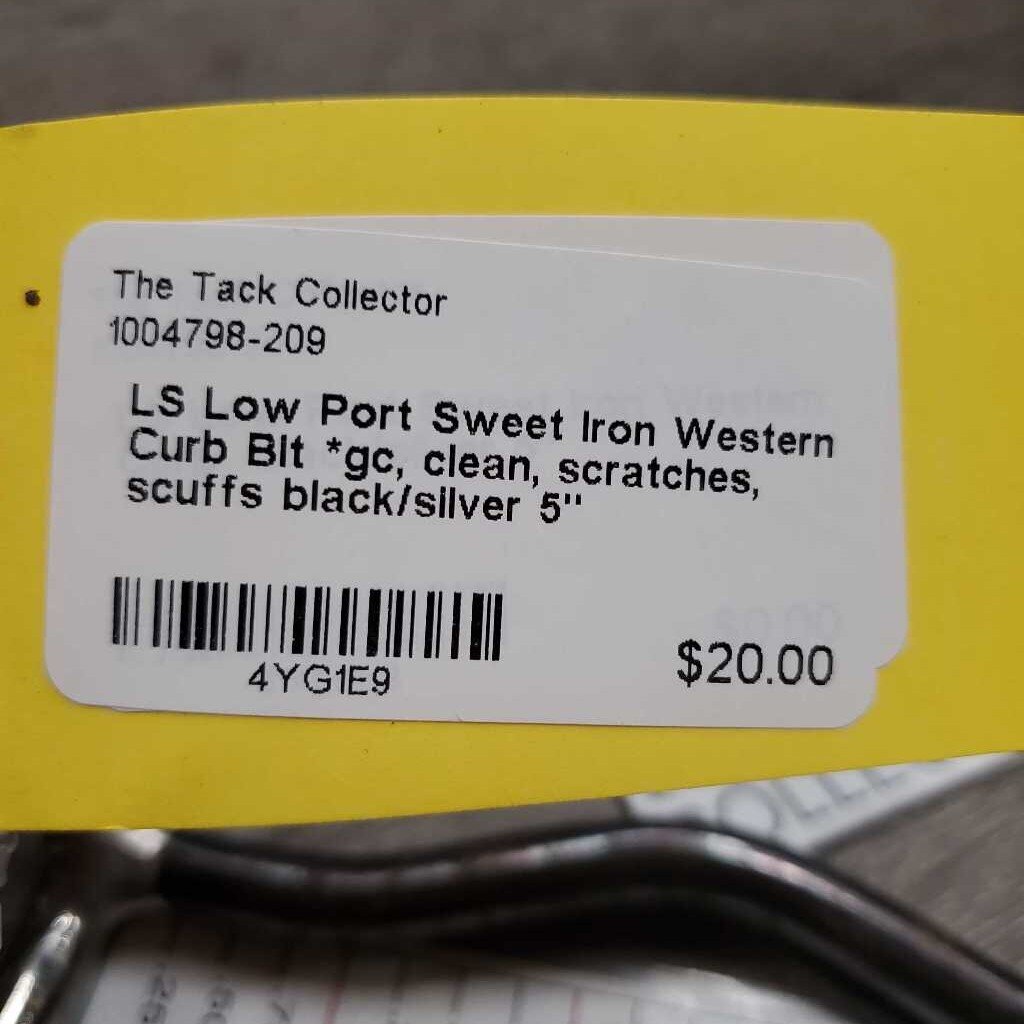 The Tack Collector
1004798-209
LS Low Port Sweet Iron Western
Curb Bit *gc, clean, scratches,
scuffs black/silver 5"
4YG1E9
$20.00